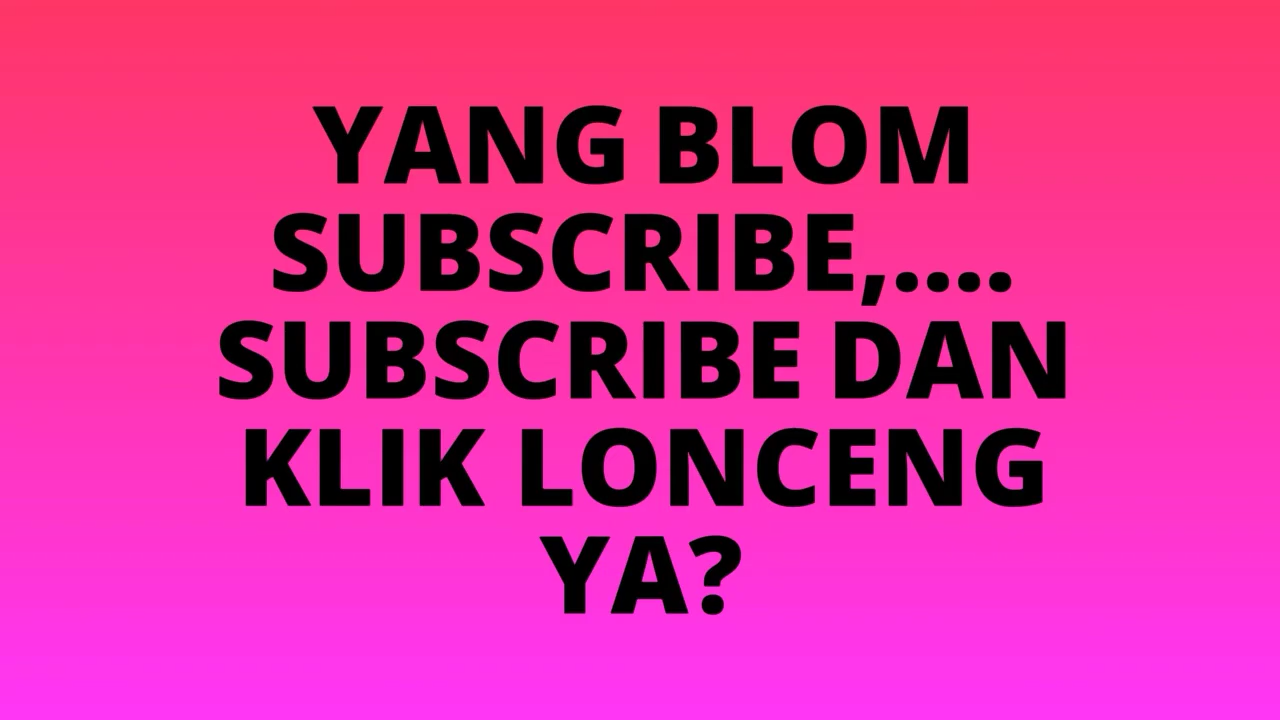 YANG BLOM
SUBSCRIBE,....
SUBSCRIBE DAN
KLIK LONCENG
YA?